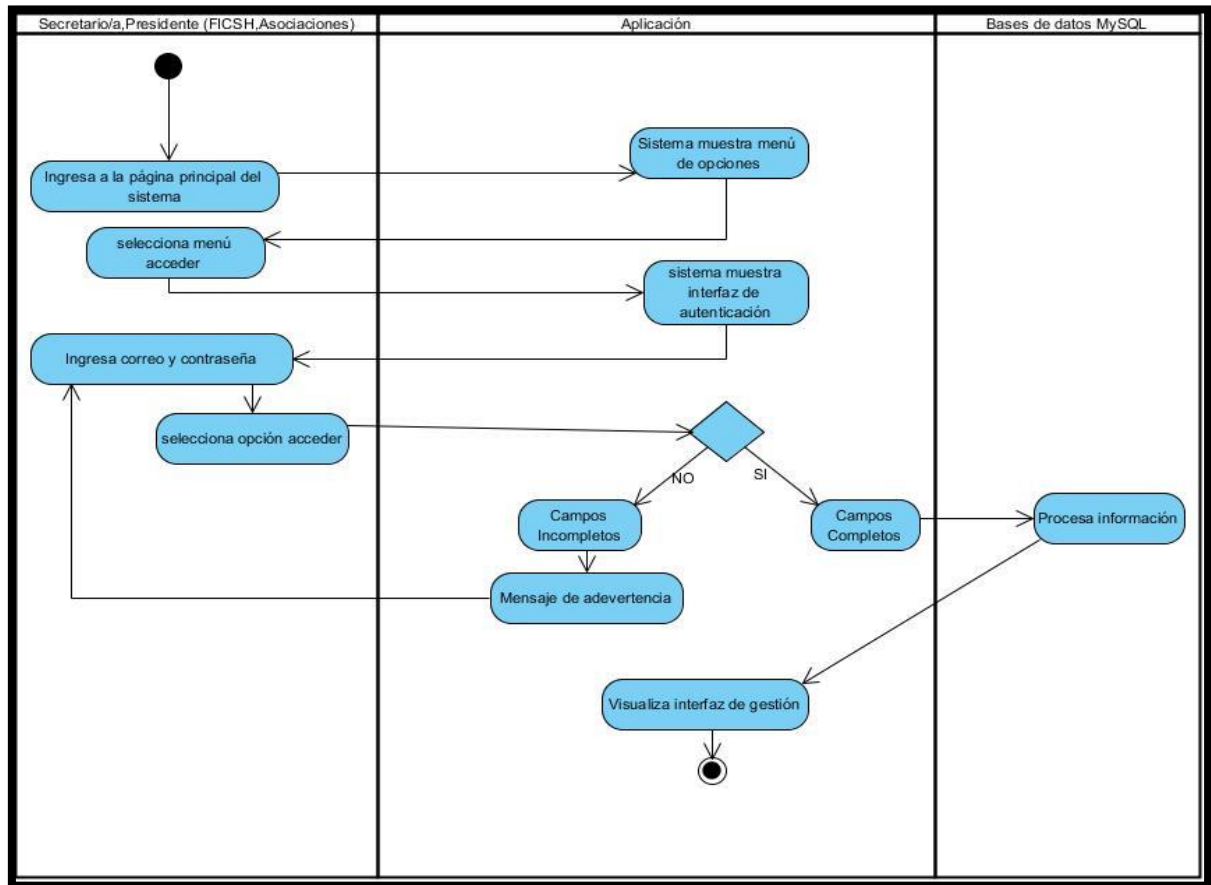 Secretario/a,Presidente (FICSH,Asociaciones)
Aplicación
Bases de datos MySQL
Ingresa a la página principal del
sistema
Sistema muestra menú
de opciones
selecciona menú
acceder
sistema muestra
interfaz de
autenticación
Ingresa correo y contraseña
selecciona opción acceder
NO
SI
Campos
Incompletos
Campos
Completos
Procesa información
Mensaje de adevertencia
Visualiza interfaz de gestión